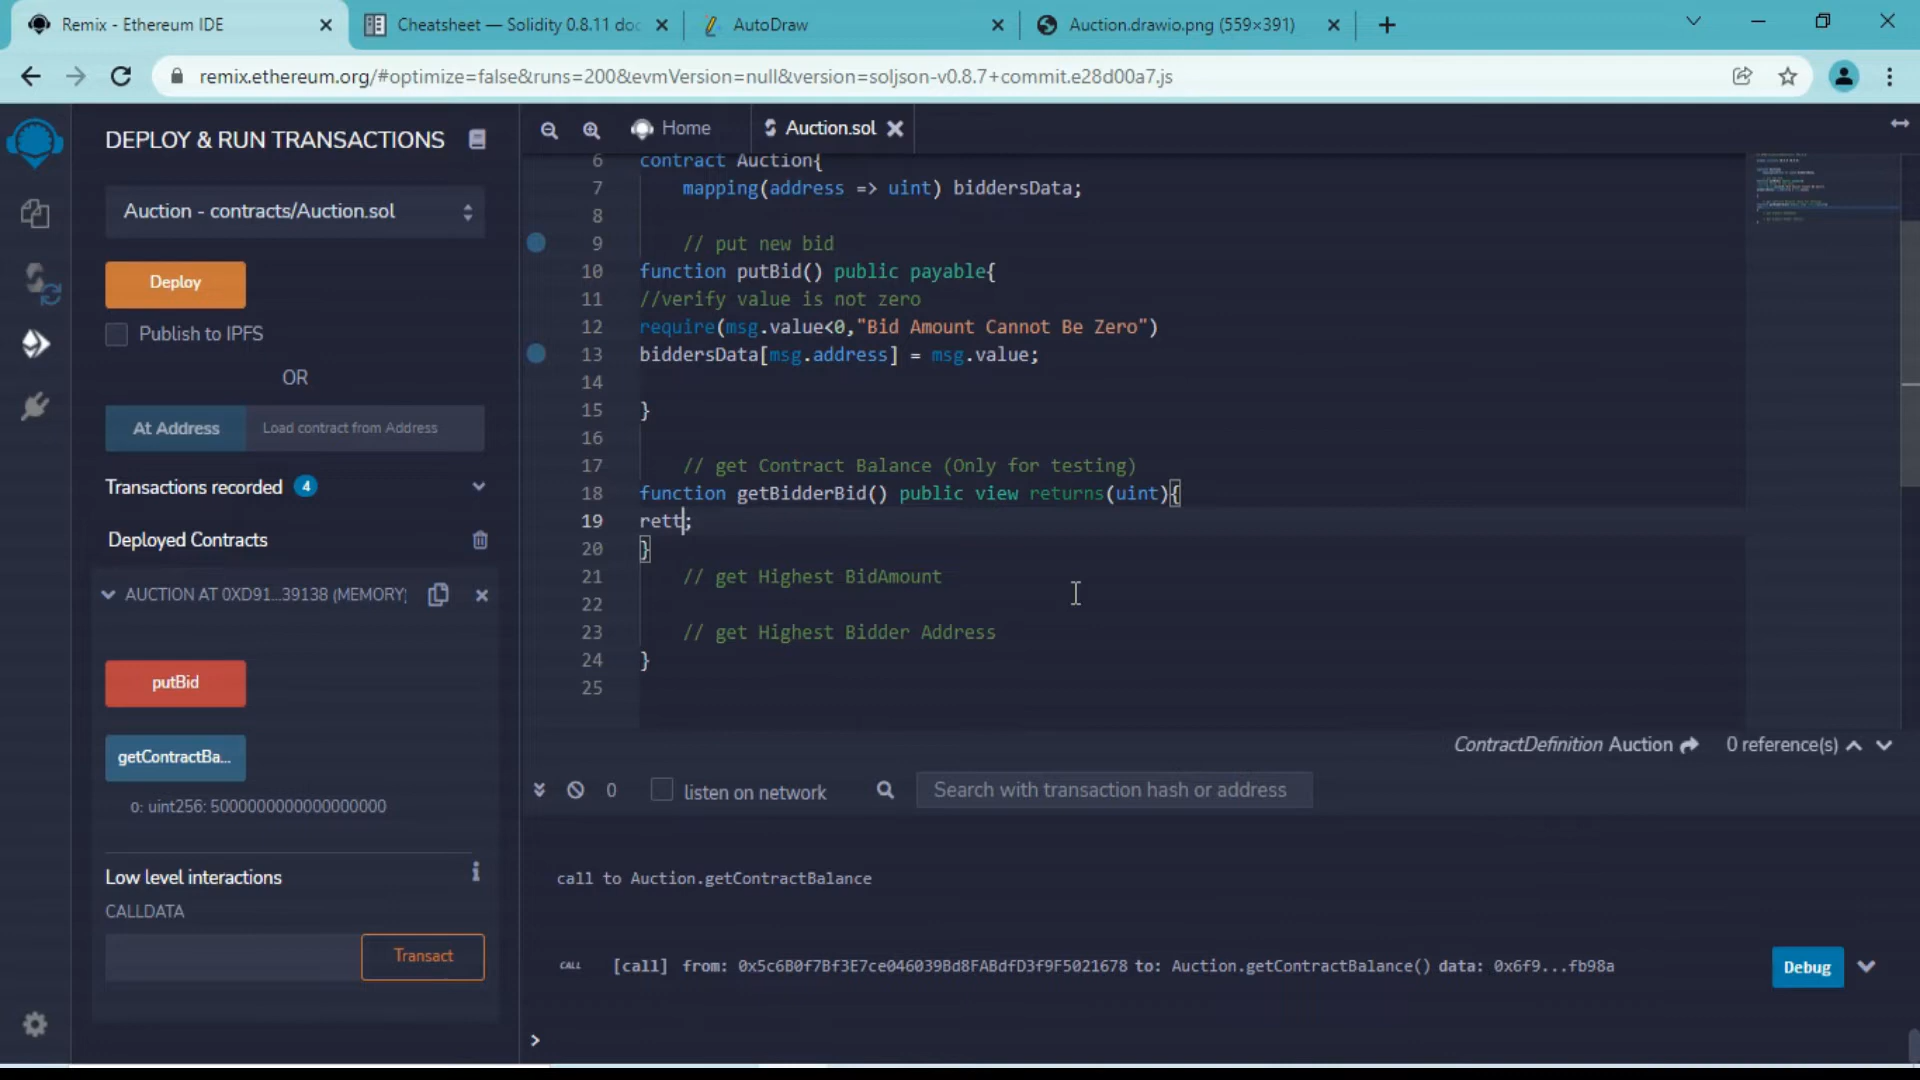 Remix - Ethereum IDE
Cheatsheet — Solidity 0.8.11 doc
AutoDraw
Auction.drawio.png (559×391)
remix.ethereum.org/#optimize=false&runs=200&evmVersion=null&version=soljson-v0.8.7+commit.e28d00a7.js
DEPLOY & RUN TRANSACTIONS
Auction - contracts/Auction.sol
Deploy
Publish to IPFS
OR
At Address
Load contract from Address
Transactions recorded 4
Deployed Contracts
AUCTION AT 0XD91...39138 (MEMORY)
putBid
getContractBa...
0: uint256: 5000000000000000000
Low level interactions
i
CALLDATA
Transact
Home
Auction.sol
6 contract Auction{
7 mapping(address => uint) biddersData;
8
9 // put new bid
10 function putBid() public payable{
11 //verify value is not zero
12 require(msg.value<0,"Bid Amount Cannot Be Zero")
13 biddersData[msg.address] = msg.value;
14
15 }
16
17 // get Contract Balance (Only for testing)
18 function getBidderBid() public view returns(uint){
19 rett;
20 }
21 // get Highest BidAmount
22
23 // get Highest Bidder Address
24 }
25
ContractDefinition Auction 0 reference(s)
0 listen on network Search with transaction hash or address
call to Auction.getContractBalance
CALL [call] from: 0x5c6B0f7Bf3E7ce046039Bd8FABdfD3f9F5021678 to: Auction.getContractBalance() data: 0x6f9...fb98a
Debug
>